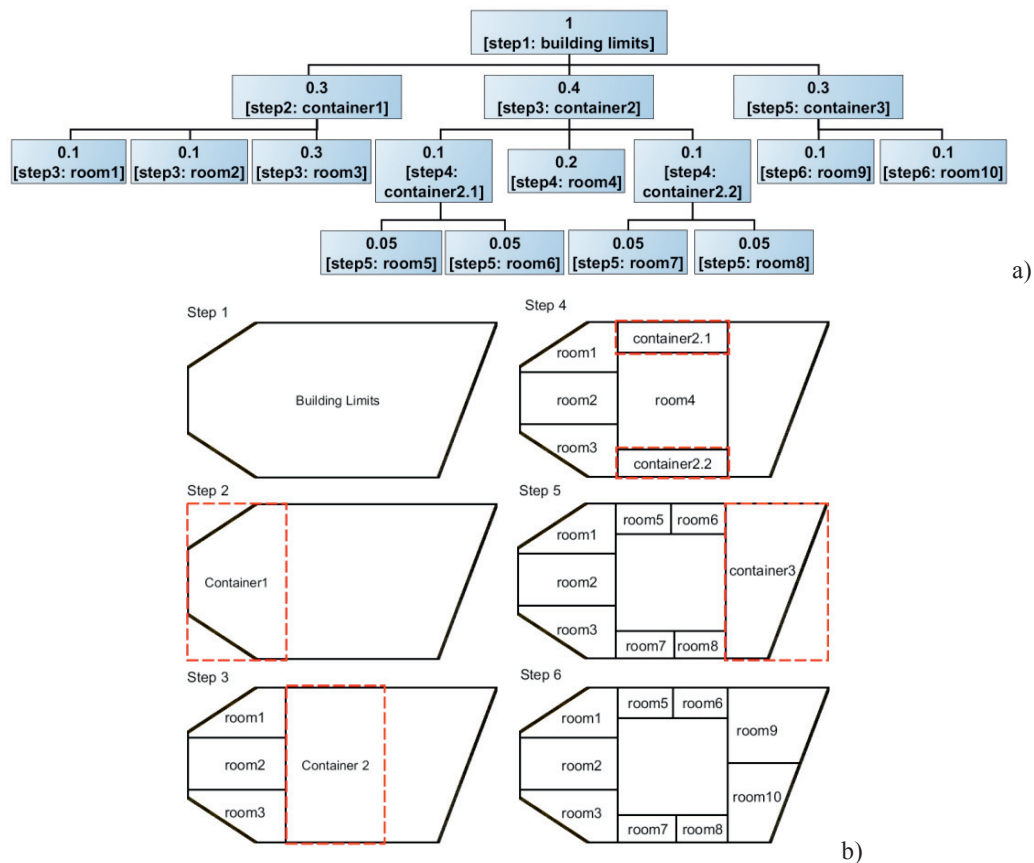 1
[step1: building limits]
0.3
[step2: container1]
0.4
[step3: container2]
0.3
[step5: container3]
0.1
[step3: room1]
0.1
[step3: room2]
0.3
[step3: room3]
0.1
[step4:
container2.1]
0.2
[step4: room4]
0.1
[step4:
container2.2]
0.1
[step6: room9]
0.1
[step6: room10]
0.05
[step5: room5]
0.05
[step5: room6]
0.05
[step5: room7]
0.05
[step5: room8]
a)
Step 1
Building Limits
Step 2
Container1
Step 3
room1
room2
room3
Container 2
Step 4
room1
room2
room3
container2.1
room4
container2.2
Step 5
room1
room2
room3
room5
room6
room7
room8
container3
Step 6
room1
room2
room3
room5
room6
room7
room8
room9
room10
b)